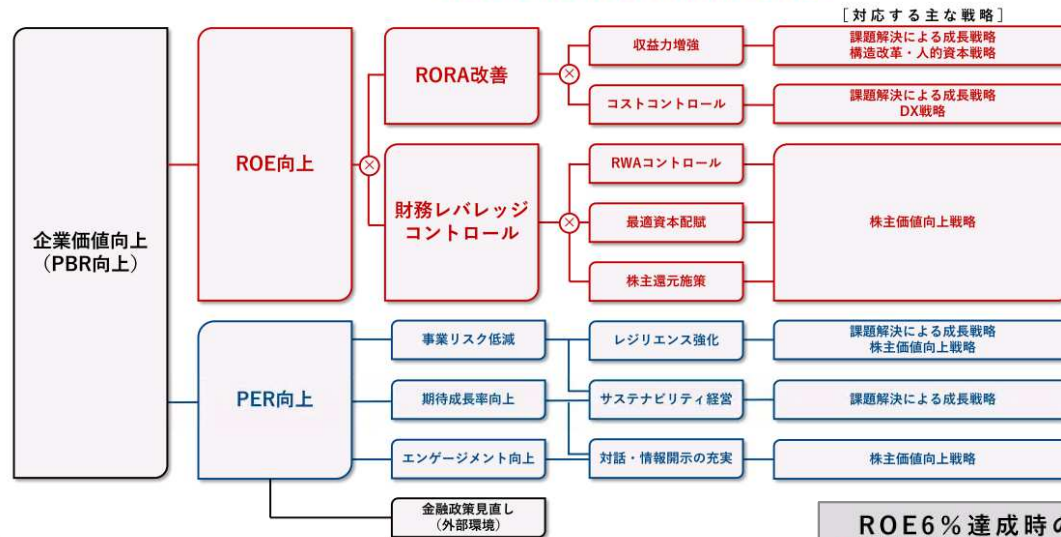 [対応する主な戦略]
企業価値向上
(PBR向上)
ROE向上
RORA改善
収益力増強
課題解決による成長戦略
構造改革・人的資本戦略
コストコントロール
課題解決による成長戦略
DX戦略
財務レバレッジ
コントロール
RWAコントロール
最適資本配賦
株主還元施策
株主価値向上戦略
PER向上
事業リスク低減
レジリエンス強化
課題解決による成長戦略
株主価値向上戦略
期待成長率向上
サステナビリティ経営
課題解決による成長戦略
エンゲージメント向上
対話・情報開示の充実
株主価値向上戦略
金融政策見直し
(外部環境)
ROE6%達成時の